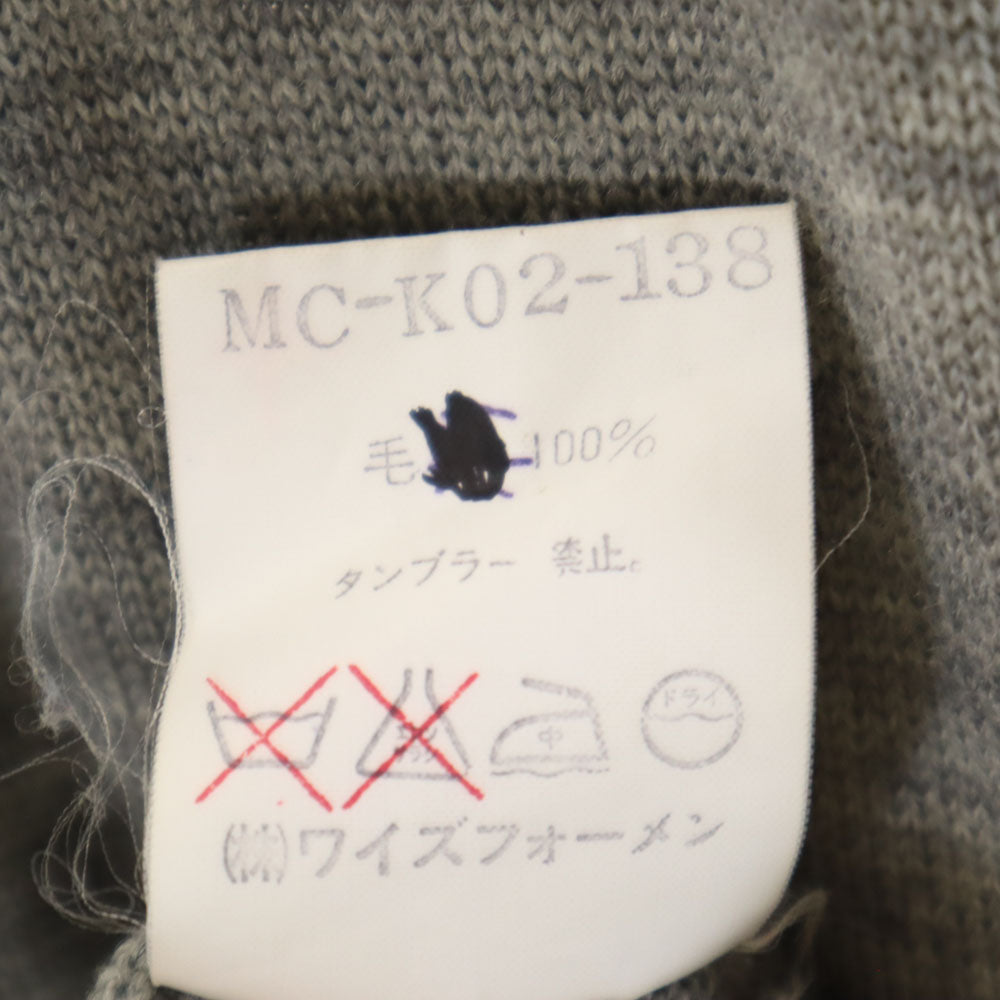 MC-K02-138
毛 100%
タンブラー 禁止。
中 ドライ
(株)ワイズフォーメン